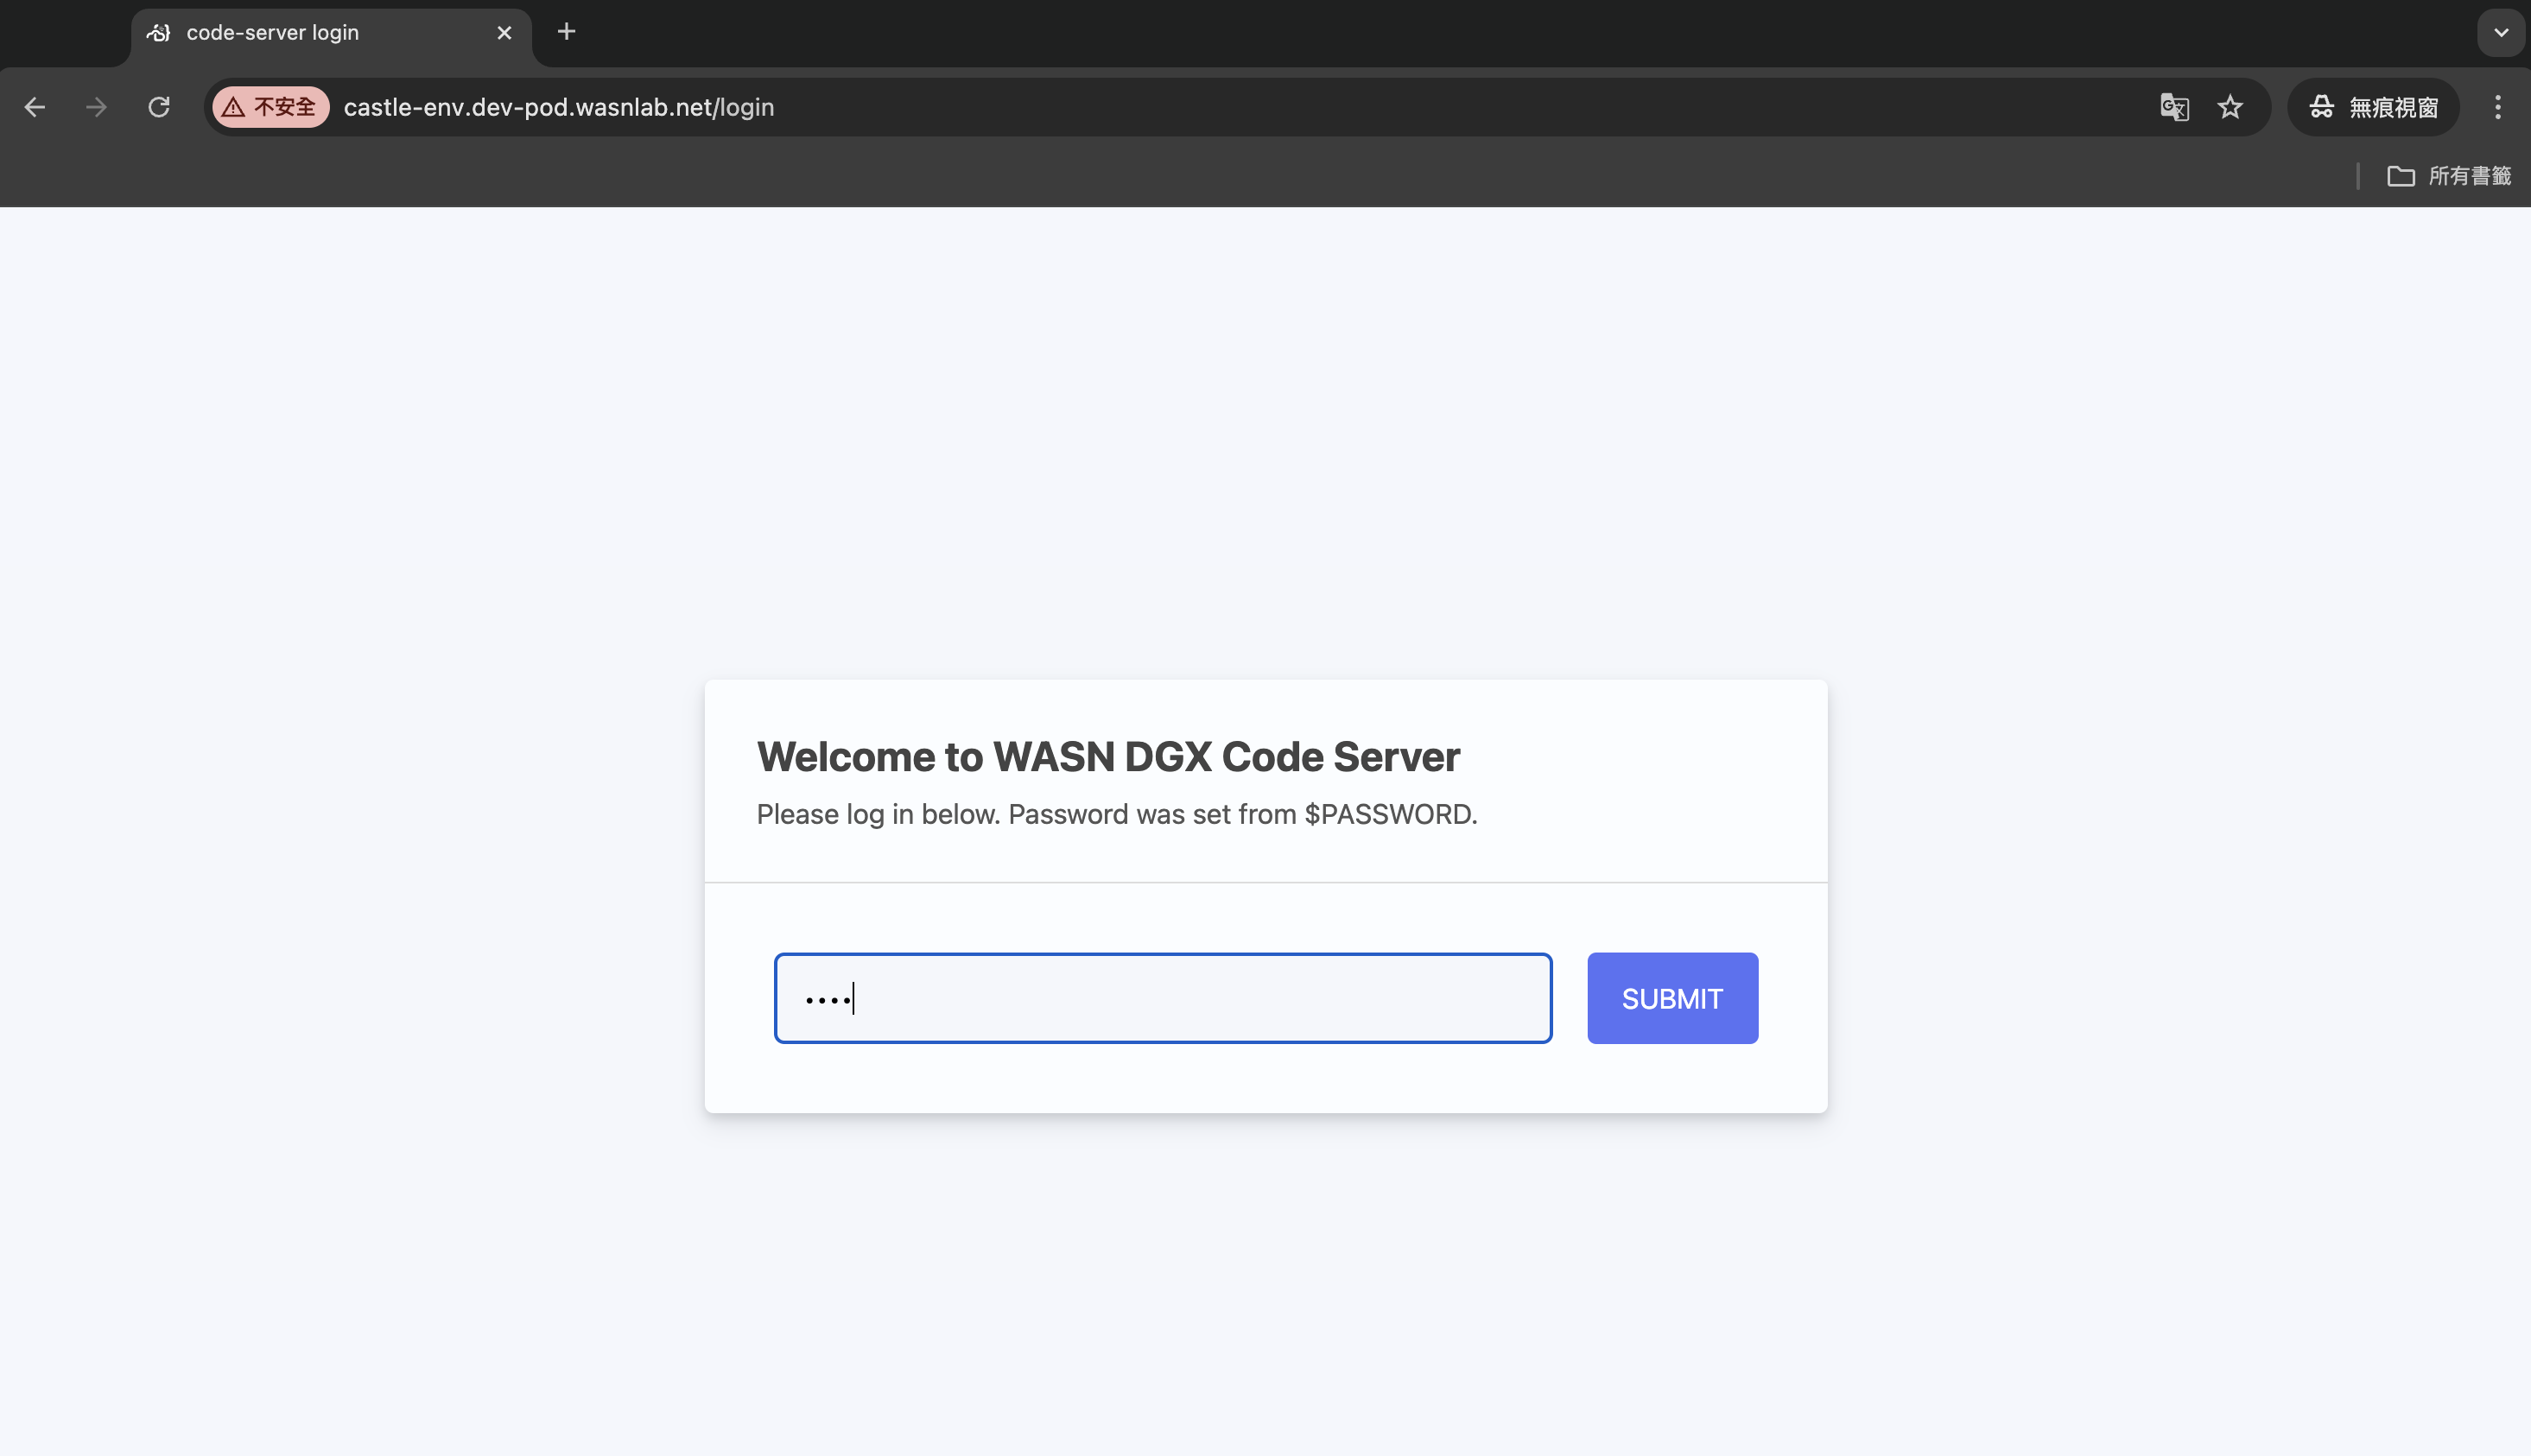 code-server login
不安全
castle-env.dev-pod.wasnlab.net/login
無痕視窗
所有書籤
Welcome to WASN DGX Code Server
Please log in below. Password was set from $PASSWORD.
••••
SUBMIT